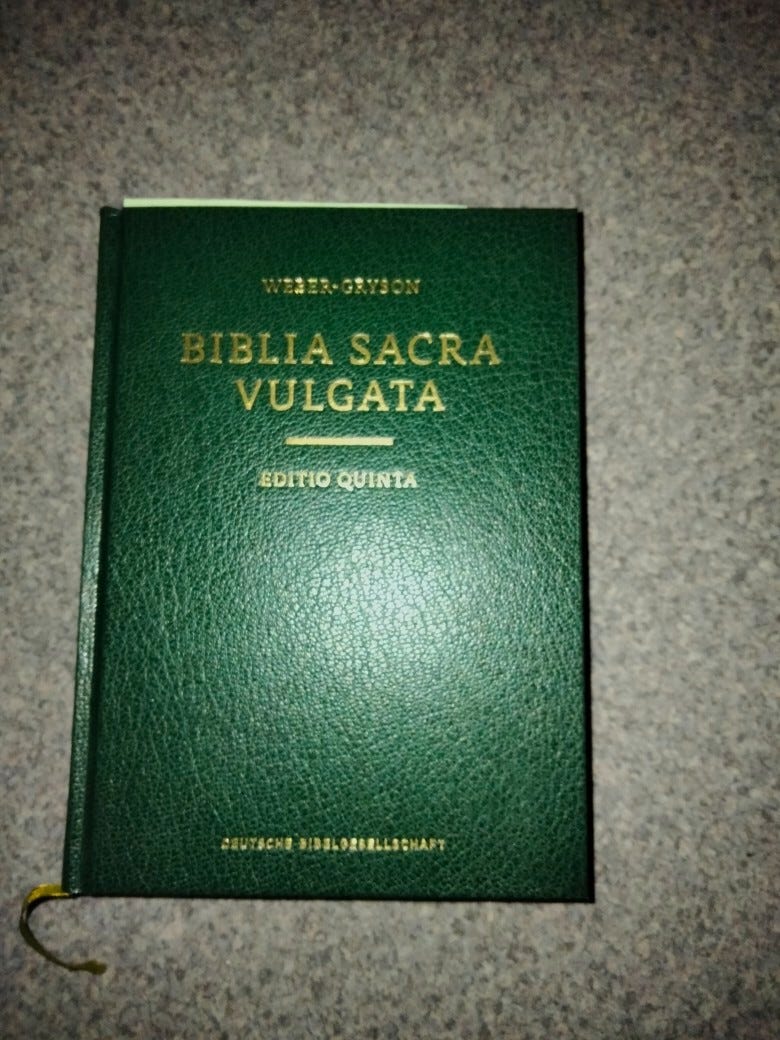 WEBER·GRYSON
BIBLIA SACRA
VULGATA
EDITIO QUINTA
DEUTSCHE BIBELGESELLSCHAFT